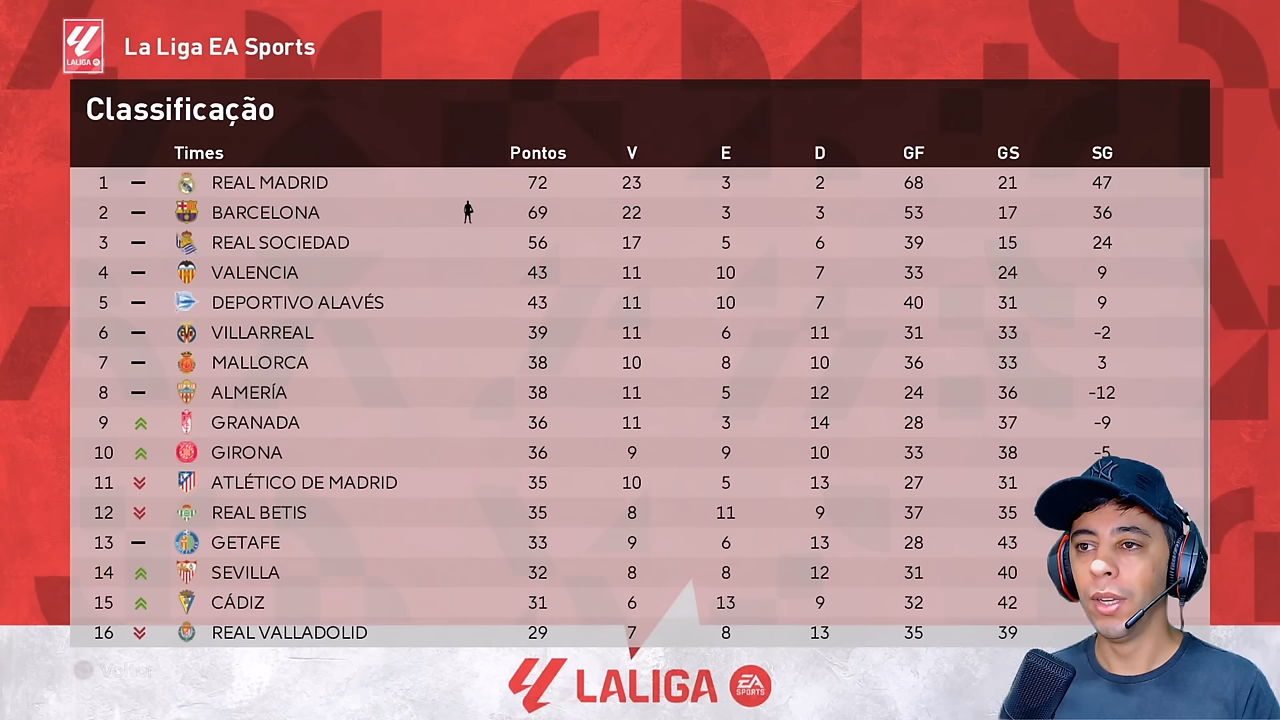 La Liga EA Sports
LALIGA
Classificação
Times Pontos V E D GF GS SG
1 REAL MADRID 72 23 3 2 68 21 47
2 BARCELONA 69 22 3 3 53 17 36
3 REAL SOCIEDAD 56 17 5 6 39 15 24
4 VALENCIA 43 11 10 7 33 24 9
5 DEPORTIVO ALAVÉS 43 11 10 7 40 31 9
6 VILLARREAL 39 11 6 11 31 33 -2
7 MALLORCA 38 10 8 10 36 33 3
8 ALMERÍA 38 11 5 12 24 36 -12
9 GRANADA 36 11 3 14 28 37 -9
10 GIRONA 36 9 9 10 33 38 -5
11 ATLÉTICO DE MADRID 35 10 5 13 27 31
12 REAL BETIS 35 8 11 9 37 35
13 GETAFE 33 9 6 13 28 43
14 SEVILLA 32 8 8 12 31 40
15 CÁDIZ 31 6 13 9 32 42
16 REAL VALLADOLID 29 7 8 13 35 39
Voltar
LALIGA EA SPORTS